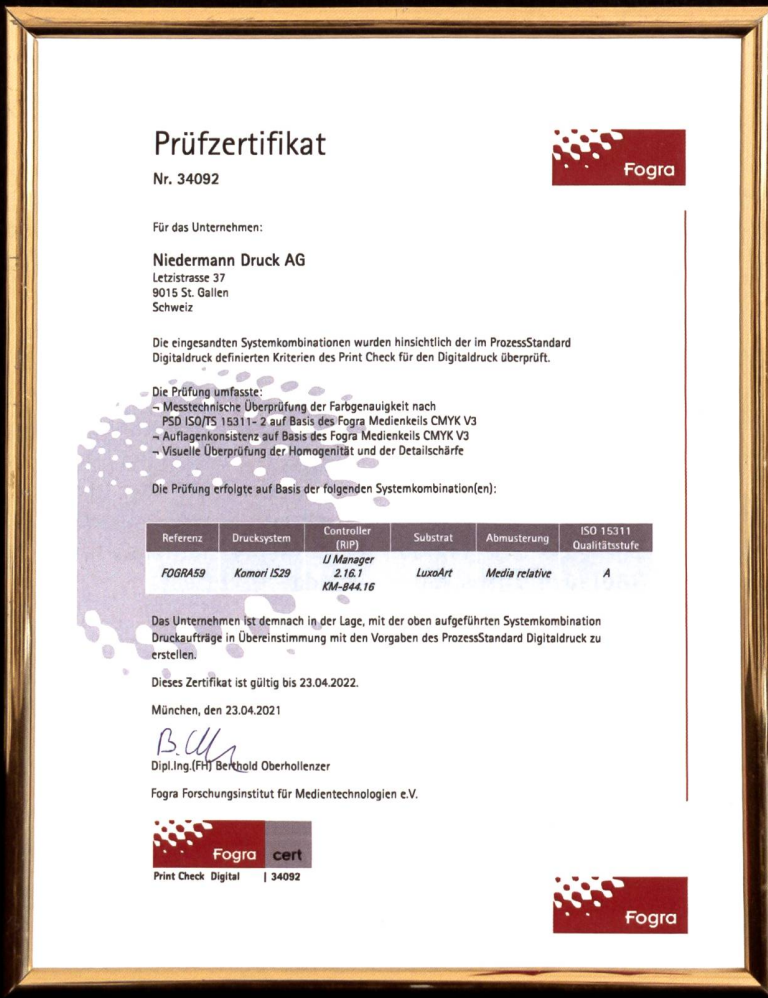 Prüfzertifikat
Nr. 34092
Fogra
Für das Unternehmen:
Niedermann Druck AG
Letzistrasse 37
9015 St. Gallen
Schweiz
Die eingesandten Systemkombinationen wurden hinsichtlich der im ProzessStandard
Digitaldruck definierten Kriterien des Print Check für den Digitaldruck überprüft.
Die Prüfung umfasste:
¬ Messtechnische Überprüfung der Farbgenauigkeit nach
PSD ISO/TS 15311- 2 auf Basis des Fogra Medienkeils CMYK V3
¬ Auflagenkonsistenz auf Basis des Fogra Medienkeils CMYK V3
¬ Visuelle Überprüfung der Homogenität und der Detailschärfe
Die Prüfung erfolgte auf Basis der folgenden Systemkombination(en):
Referenz Drucksystem Controller (RIP) Substrat Abmusterung ISO 15311 Qualitätsstufe
FOGRA59 Komori IS29 IJ Manager 2.16.1 KM-844.16 LuxoArt Media relative A
Das Unternehmen ist demnach in der Lage, mit der oben aufgeführten Systemkombination
Druckaufträge in Übereinstimmung mit den Vorgaben des ProzessStandard Digitaldruck zu
erstellen.
Dieses Zertifikat ist gültig bis 23.04.2022.
München, den 23.04.2021
Dipl.Ing.(FH) Berthold Oberhollenzer
Fogra Forschungsinstitut für Medientechnologien e.V.
Fogra cert
Print Check Digital | 34092
Fogra